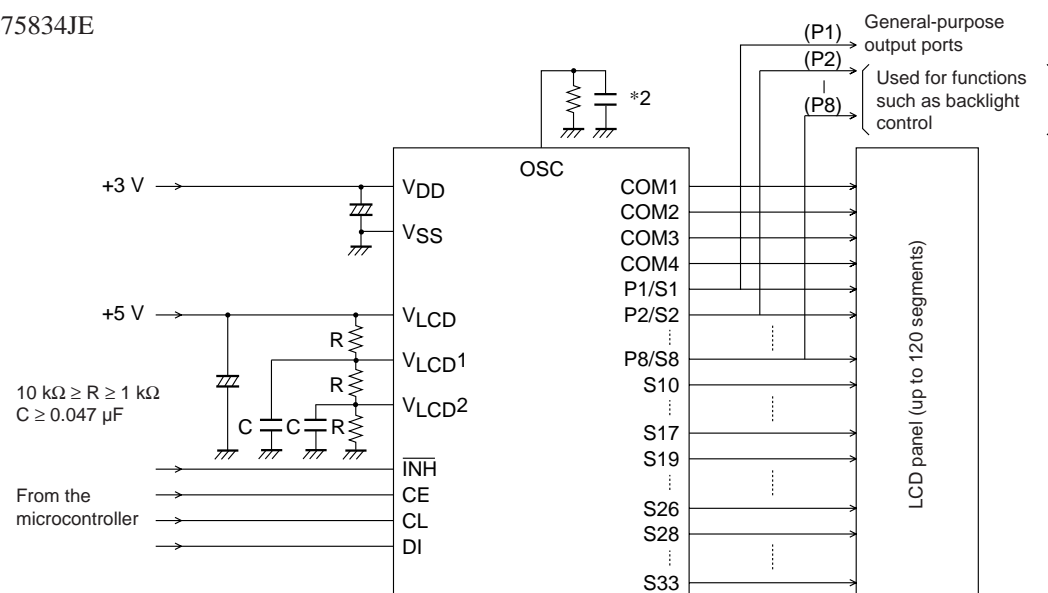 75834JE
(P1)
General-purpose
output ports
(P2)
(P8)
Used for functions
such as backlight
control
*2
OSC
+3 V
VDD
VSS
COM1
COM2
COM3
COM4
P1/S1
P2/S2
P8/S8
S10
S17
S19
S26
S28
S33
+5 V
VLCD
R
VLCD1
R
VLCD2
R
C
C
10 kΩ ≥ R ≥ 1 kΩ
C ≥ 0.047 µF
INH
CE
CL
DI
From the
microcontroller
LCD panel (up to 120 segments)